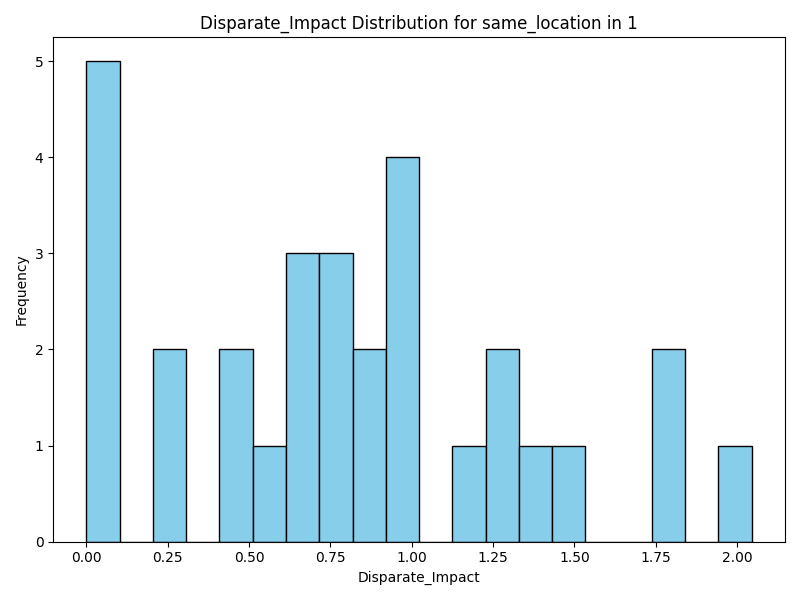 Disparate_Impact Distribution for same_location in 1
Frequency
5
4
3
2
1
0
0.00 0.25 0.50 0.75 1.00 1.25 1.50 1.75 2.00
Disparate_Impact